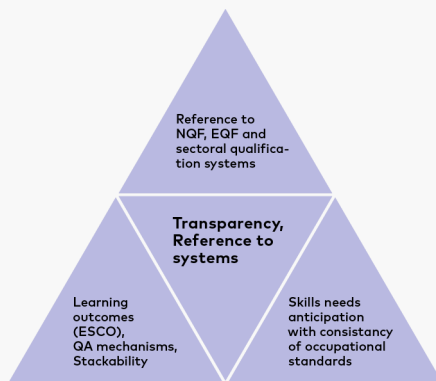 Reference to
NQF, EQF and
sectoral qualifica-
tion systems
Transparency,
Reference to
systems
Learning
outcomes
(ESCO),
QA mechanisms,
Stackability
Skills needs
anticipation
with consistancy
of occupational
standards